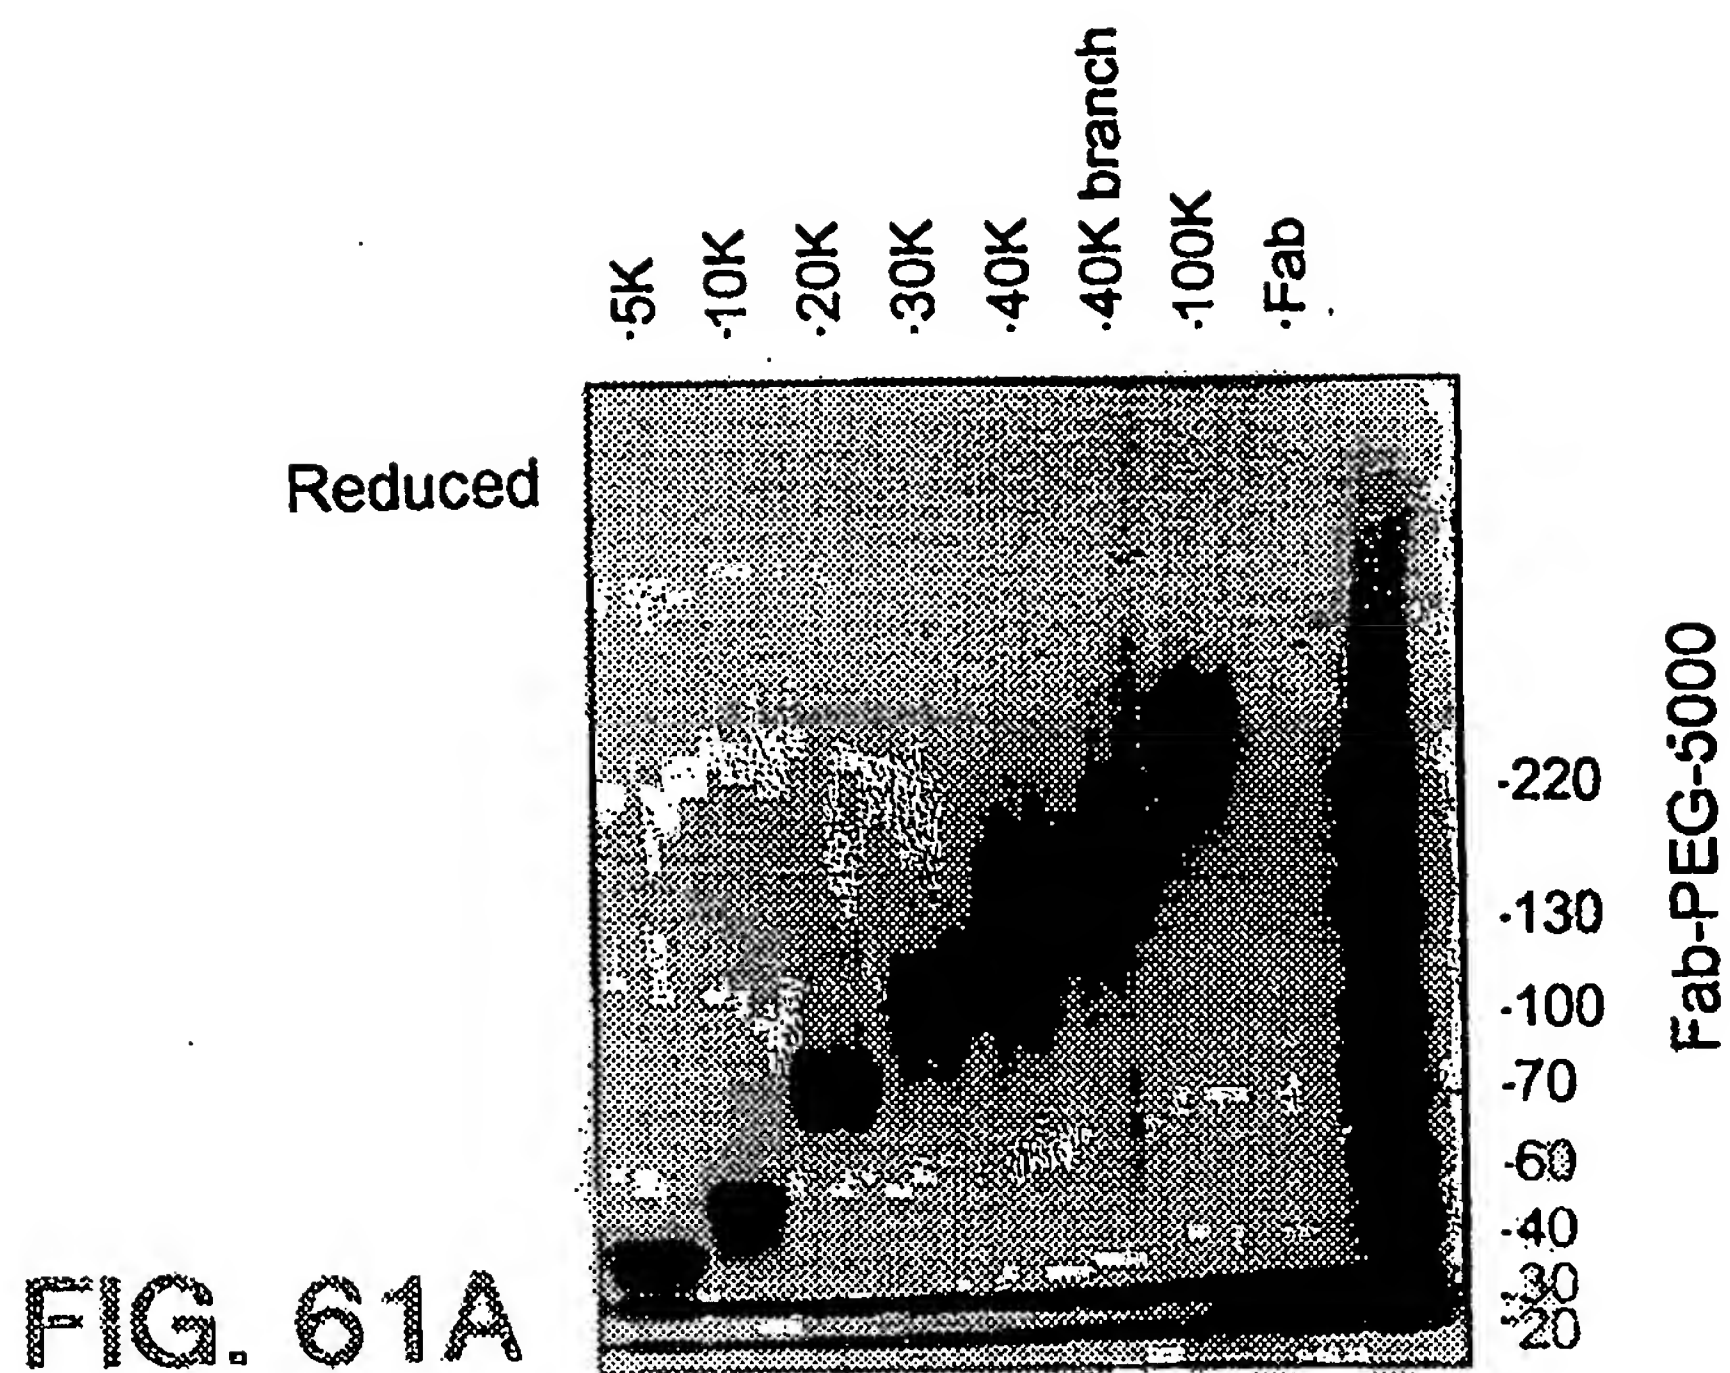 ·5K
·10K
·20K
·30K
·40K
·40K branch
·100K
·Fab
Reduced
-220
-130
-100
-70
-60
-40
-30
-20
Fab-PEG-5000
FIG. 61A